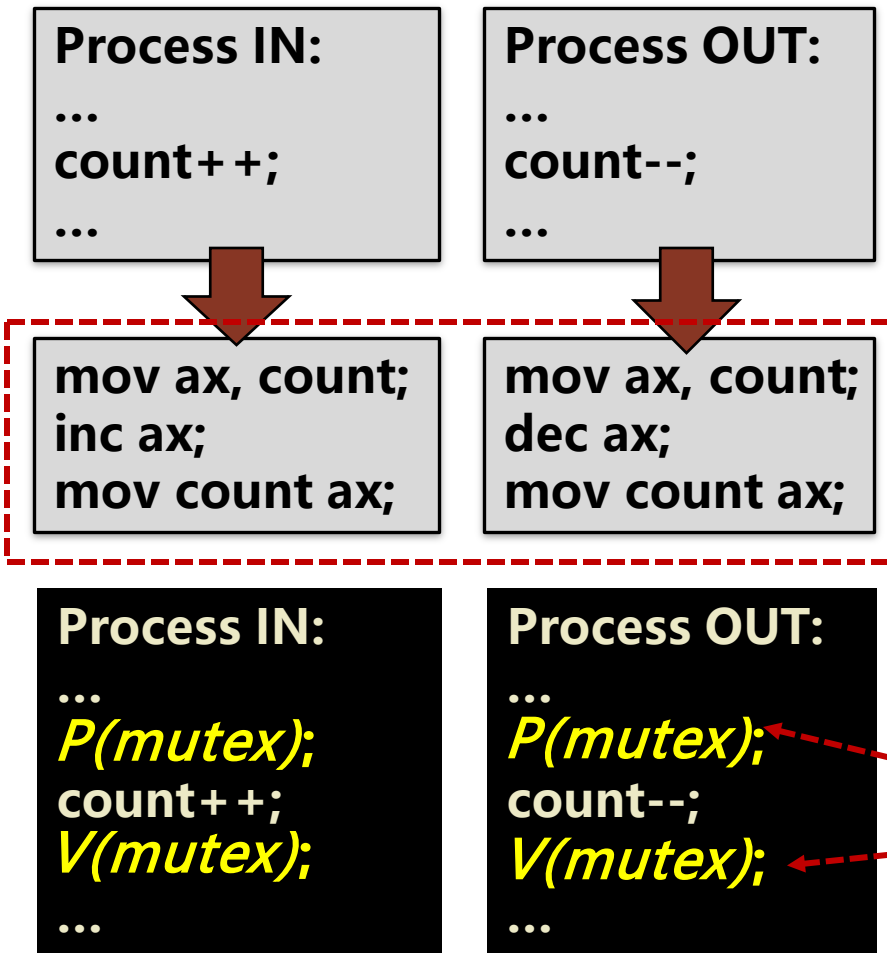 Process IN:
...
count++;
...
Process OUT:
...
count--;
...
mov ax, count;
inc ax;
mov count ax;
mov ax, count;
dec ax;
mov count ax;
Process IN:
...
P(mutex);
count++;
V(mutex);
...
Process OUT:
...
P(mutex);
count--;
V(mutex);
...